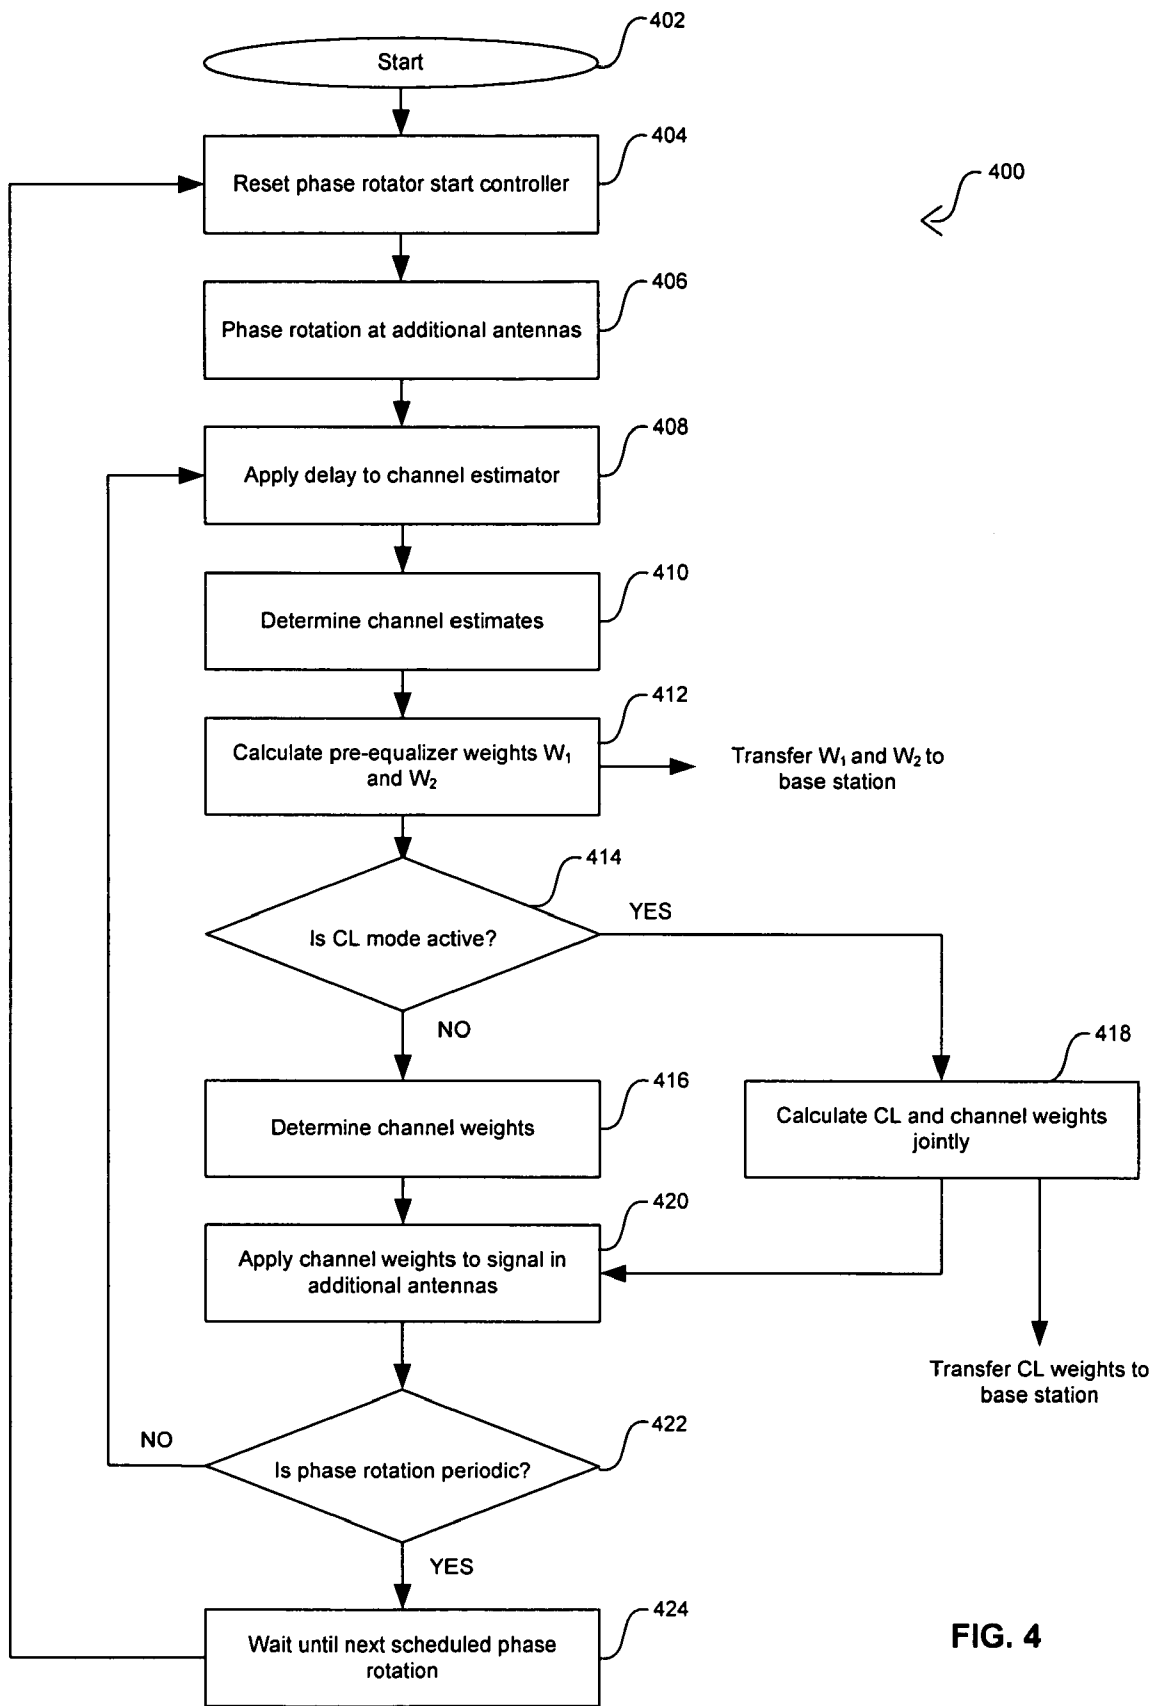 402
Start
404
Reset phase rotator start controller
400
406
Phase rotation at additional antennas
408
Apply delay to channel estimator
410
Determine channel estimates
412
Calculate pre-equalizer weights W₁
and W₂
Transfer W₁ and W₂ to
base station
414
Is CL mode active?
YES
NO
416
Determine channel weights
418
Calculate CL and channel weights
jointly
420
Apply channel weights to signal in
additional antennas
Transfer CL weights to
base station
422
NO
Is phase rotation periodic?
YES
424
Wait until next scheduled phase
rotation
FIG. 4